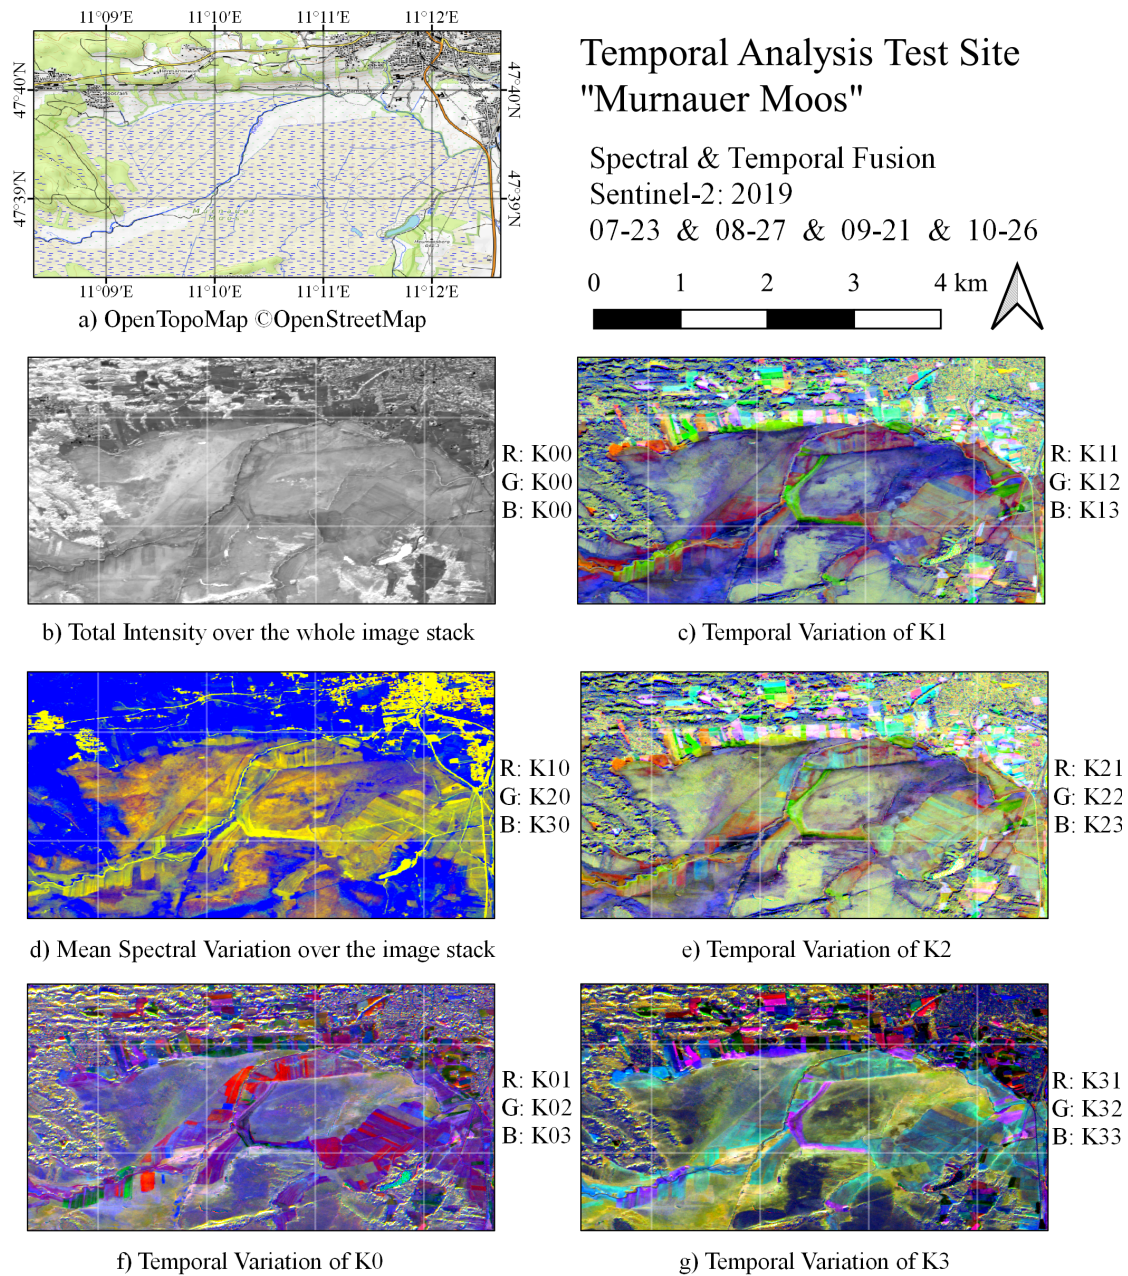 11°09'E 11°10'E 11°11'E 11°12'E
47°40'N 47°40'N
47°39'N 47°39'N
11°09'E 11°10'E 11°11'E 11°12'E
a) OpenTopoMap ©OpenStreetMap
Temporal Analysis Test Site
"Murnauer Moos"
Spectral & Temporal Fusion
Sentinel-2: 2019
07-23 & 08-27 & 09-21 & 10-26
0 1 2 3 4 km
R: K00
G: K00
B: K00
b) Total Intensity over the whole image stack
R: K11
G: K12
B: K13
c) Temporal Variation of K1
R: K10
G: K20
B: K30
d) Mean Spectral Variation over the image stack
R: K21
G: K22
B: K23
e) Temporal Variation of K2
R: K01
G: K02
B: K03
f) Temporal Variation of K0
R: K31
G: K32
B: K33
g) Temporal Variation of K3